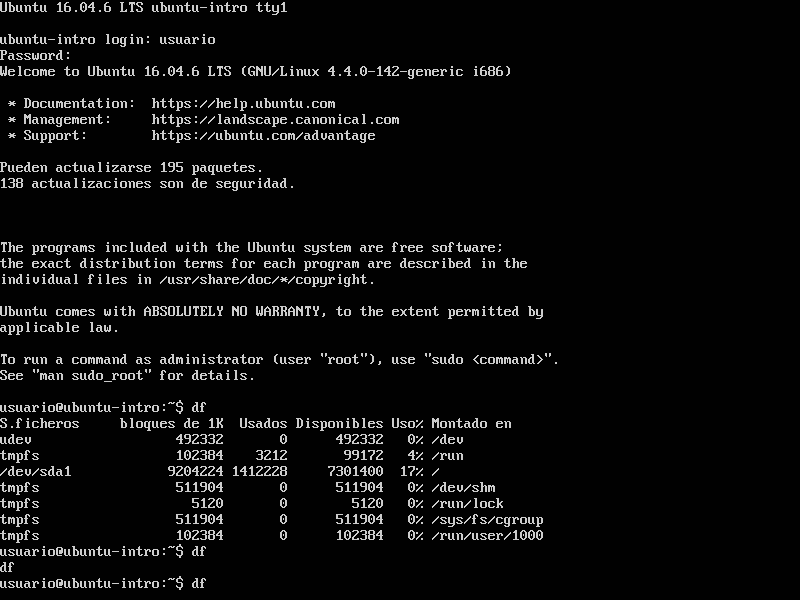 Ubuntu 16.04.6 LTS ubuntu-intro tty1
ubuntu-intro login: usuario
Password:
Welcome to Ubuntu 16.04.6 LTS (GNU/Linux 4.4.0-142-generic i686)
* Documentation:  https://help.ubuntu.com
* Management:     https://landscape.canonical.com
* Support:        https://ubuntu.com/advantage
Pueden actualizarse 195 paquetes.
138 actualizaciones son de seguridad.
The programs included with the Ubuntu system are free software;
the exact distribution terms for each program are described in the
individual files in /usr/share/doc/*/copyright.
Ubuntu comes with ABSOLUTELY NO WARRANTY, to the extent permitted by
applicable law.
To run a command as administrator (user "root"), use "sudo <command>".
See "man sudo_root" for details.
usuario@ubuntu-intro:~$ df
S.ficheros     bloques de 1K  Usados Disponibles Uso% Montado en
udev                  492332       0      492332   0% /dev
tmpfs                 102384    3212       99172   4% /run
/dev/sda1            9204224 1412228     7301400  17% /
tmpfs                 511904       0      511904   0% /dev/shm
tmpfs                   5120       0        5120   0% /run/lock
tmpfs                 511904       0      511904   0% /sys/fs/cgroup
tmpfs                 102384       0      102384   0% /run/user/1000
usuario@ubuntu-intro:~$ df
df
usuario@ubuntu-intro:~$ df